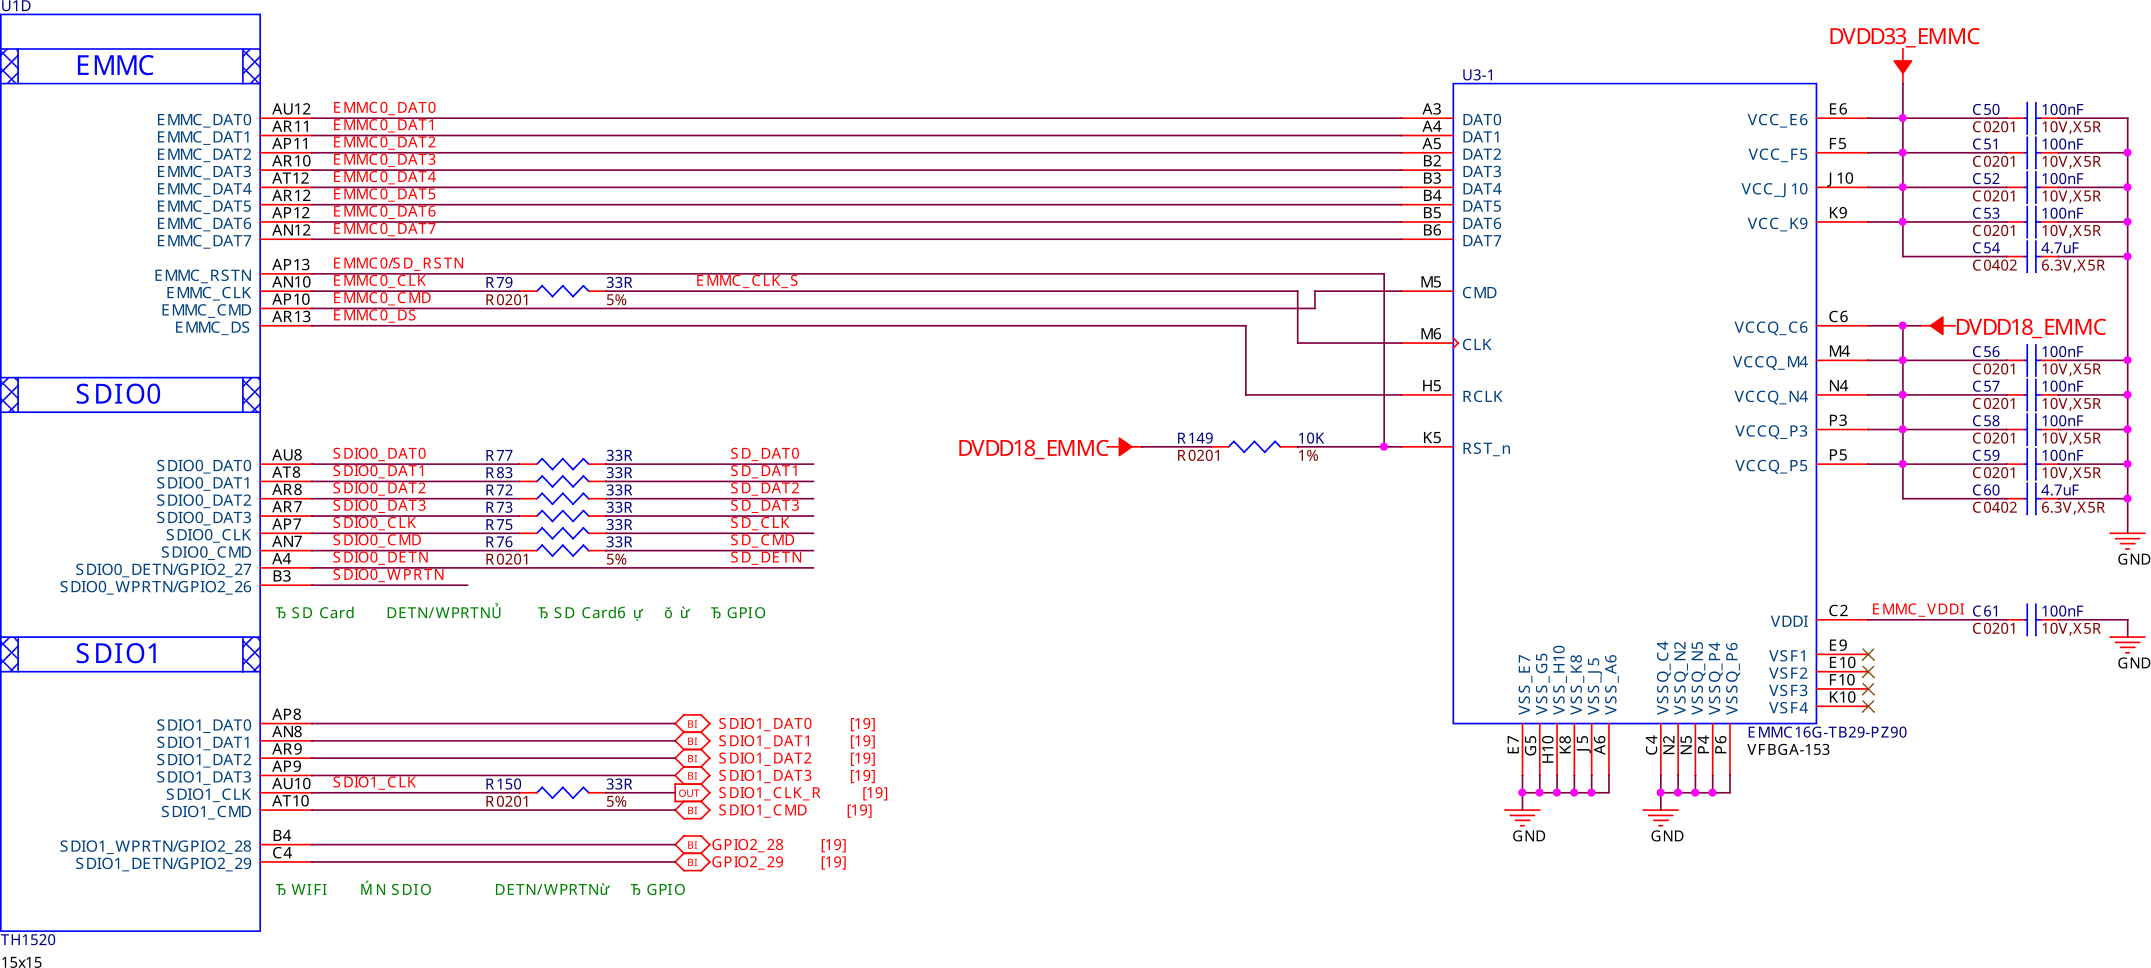 U1D
EMMC
EMMC_DAT0 AU12 EMMC0_DAT0
EMMC_DAT1 AR11 EMMC0_DAT1
EMMC_DAT2 AP11 EMMC0_DAT2
EMMC_DAT3 AR10 EMMC0_DAT3
EMMC_DAT4 AT12 EMMC0_DAT4
EMMC_DAT5 AR12 EMMC0_DAT5
EMMC_DAT6 AP12 EMMC0_DAT6
EMMC_DAT7 AN12 EMMC0_DAT7
EMMC_RSTN AP13 EMMC0/SD_RSTN
EMMC_CLK AN10 EMMC0_CLK R79 33R EMMC_CLK_S
EMMC_CMD AP10 EMMC0_CMD R0201 5%
EMMC_DS AR13 EMMC0_DS
SDIO0
SDIO0_DAT0 AU8 SDIO0_DAT0 R77 33R SD_DAT0
SDIO0_DAT1 AT8 SDIO0_DAT1 R83 33R SD_DAT1
SDIO0_DAT2 AR8 SDIO0_DAT2 R72 33R SD_DAT2
SDIO0_DAT3 AR7 SDIO0_DAT3 R73 33R SD_DAT3
SDIO0_CLK AP7 SDIO0_CLK R75 33R SD_CLK
SDIO0_CMD AN7 SDIO0_CMD R76 33R SD_CMD
SDIO0_DETN/GPIO2_27 A4 SDIO0_DETN R0201 5% SD_DETN
SDIO0_WPRTN/GPIO2_26 B3 SDIO0_WPRTN
Ђ SD Card DETN/WPRTNỦ Ђ SD Card6 ự ŏ ừ Ђ GPIO
SDIO1
SDIO1_DAT0 AP8 BI SDIO1_DAT0 [19]
SDIO1_DAT1 AN8 BI SDIO1_DAT1 [19]
SDIO1_DAT2 AR9 BI SDIO1_DAT2 [19]
SDIO1_DAT3 AP9 BI SDIO1_DAT3 [19]
SDIO1_CLK AU10 SDIO1_CLK R150 33R OUT SDIO1_CLK_R [19]
SDIO1_CMD AT10 R0201 5% BI SDIO1_CMD [19]
SDIO1_WPRTN/GPIO2_28 B4 BI GPIO2_28 [19]
SDIO1_DETN/GPIO2_29 C4 BI GPIO2_29 [19]
Ђ WIFI ḾN SDIO DETN/WPRTNừ Ђ GPIO
TH1520
15x15
U3-1
A3 DAT0
A4 DAT1
A5 DAT2
B2 DAT3
B3 DAT4
B4 DAT5
B5 DAT6
B6 DAT7
M5 CMD
M6 CLK
H5 RCLK
DVDD18_EMMC R149 10K K5 RST_n
R0201 1%
DVDD33_EMMC
VCC_E6 E6 C50 100nF
C0201 10V,X5R
VCC_F5 F5 C51 100nF
C0201 10V,X5R
VCC_J10 J10 C52 100nF
C0201 10V,X5R
VCC_K9 K9 C53 100nF
C0201 10V,X5R
C54 4.7uF
C0402 6.3V,X5R
VCCQ_C6 C6 DVDD18_EMMC
VCCQ_M4 M4 C56 100nF
C0201 10V,X5R
VCCQ_N4 N4 C57 100nF
C0201 10V,X5R
VCCQ_P3 P3 C58 100nF
C0201 10V,X5R
VCCQ_P5 P5 C59 100nF
C0201 10V,X5R
C60 4.7uF
C0402 6.3V,X5R
GND
VDDI C2 EMMC_VDDI C61 100nF
C0201 10V,X5R
GND
VSF1 E9
VSF2 E10
VSF3 F10
VSF4 K10
VSS_E7 VSS_G5 VSS_H10 VSS_K8 VSS_J5 VSS_A6 VSSQ_C4 VSSQ_N2 VSSQ_N5 VSSQ_P4 VSSQ_P6
E7 G5 H10 K8 J5 A6 C4 N2 N5 P4 P6
EMMC16G-TB29-PZ90
VFBGA-153
GND GND